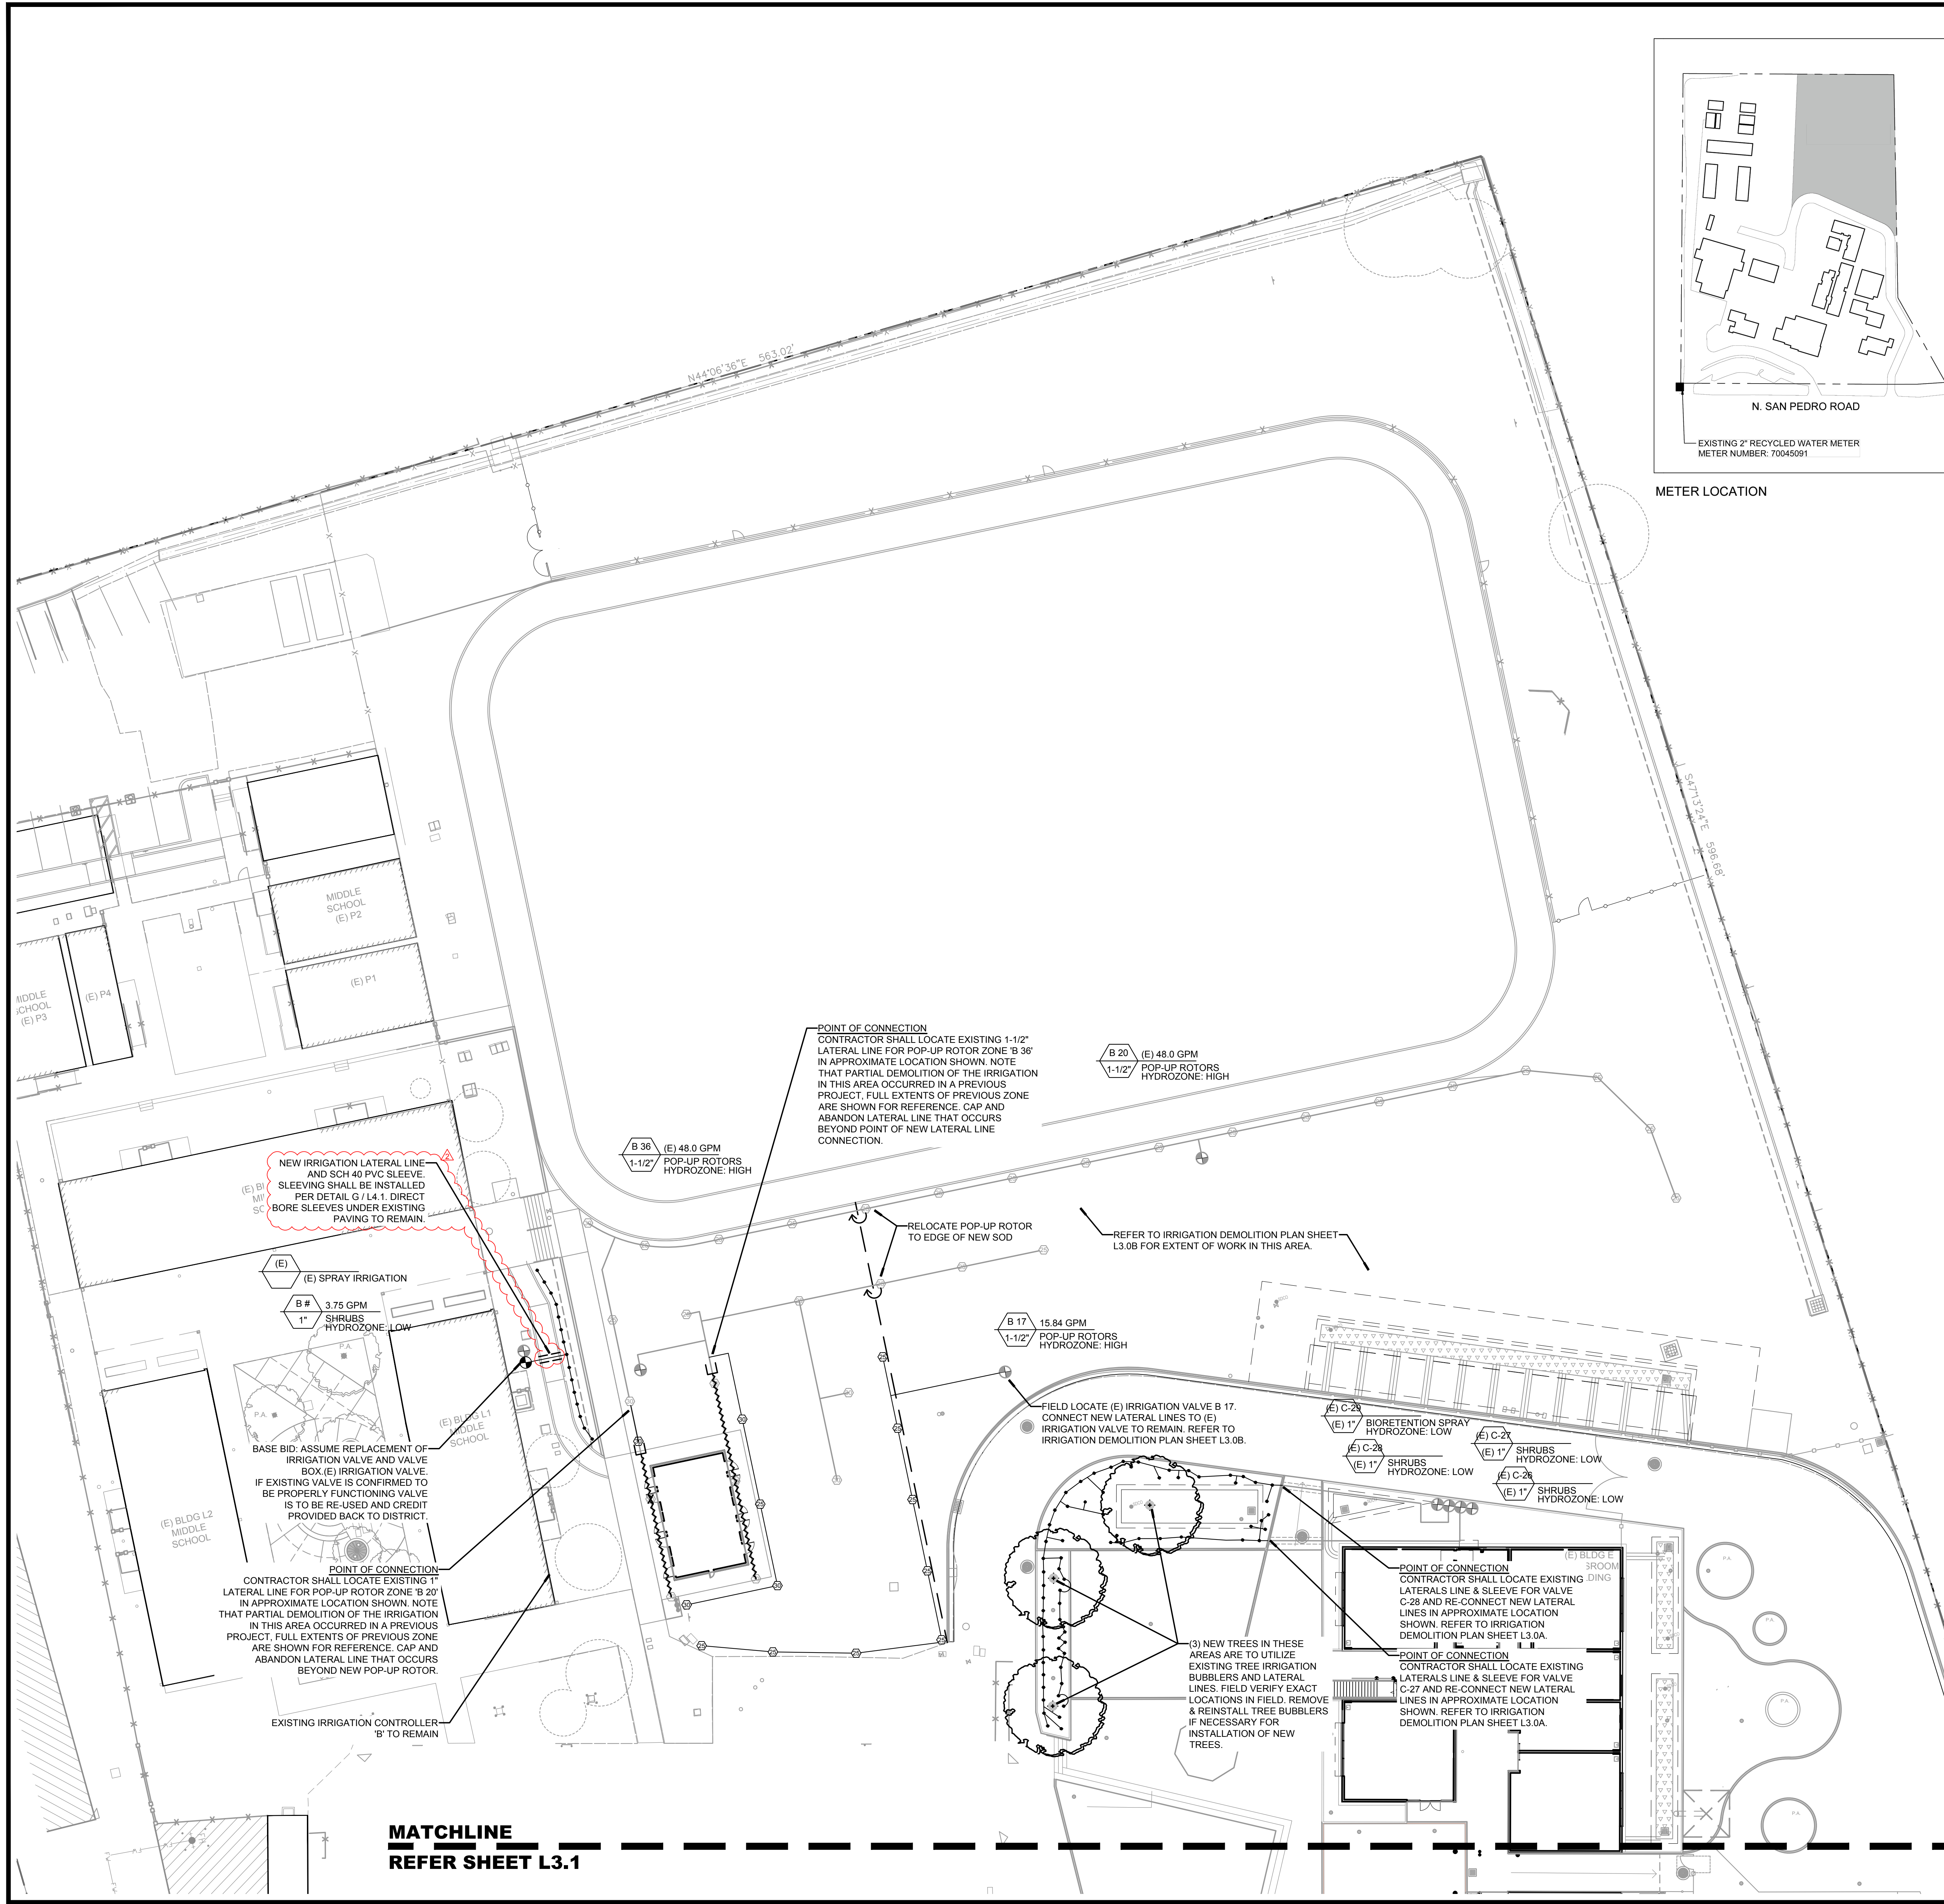 N. SAN PEDRO ROAD
EXISTING 2" RECYCLED WATER METER
METER NUMBER: 70045091
METER LOCATION
N44°06'36"E 563.02'
S47°13'24"E 596.68'
MIDDLE
SCHOOL
(E) P2
(E) P1
MIDDLE
SCHOOL
(E) P3
(E) P4
POINT OF CONNECTION
CONTRACTOR SHALL LOCATE EXISTING 1-1/2"
LATERAL LINE FOR POP-UP ROTOR ZONE 'B 36'
IN APPROXIMATE LOCATION SHOWN. NOTE
THAT PARTIAL DEMOLITION OF THE IRRIGATION
IN THIS AREA OCCURRED IN A PREVIOUS
PROJECT, FULL EXTENTS OF PREVIOUS ZONE
ARE SHOWN FOR REFERENCE. CAP AND
ABANDON LATERAL LINE THAT OCCURS
BEYOND POINT OF NEW LATERAL LINE
CONNECTION.
B 20 (E) 48.0 GPM
1-1/2" POP-UP ROTORS
HYDROZONE: HIGH
B 36 (E) 48.0 GPM
1-1/2" POP-UP ROTORS
HYDROZONE: HIGH
2
NEW IRRIGATION LATERAL LINE
AND SCH 40 PVC SLEEVE.
SLEEVING SHALL BE INSTALLED
PER DETAIL G / L4.1. DIRECT
BORE SLEEVES UNDER EXISTING
PAVING TO REMAIN.
RELOCATE POP-UP ROTOR
TO EDGE OF NEW SOD
REFER TO IRRIGATION DEMOLITION PLAN SHEET
L3.0B FOR EXTENT OF WORK IN THIS AREA.
(E)
(E) SPRAY IRRIGATION
B # 3.75 GPM
1" SHRUBS
HYDROZONE: LOW
B 17 15.84 GPM
1-1/2" POP-UP ROTORS
HYDROZONE: HIGH
P.A.
P.A.
(E) BLDG L1
MIDDLE
SCHOOL
(E) BLDG L2
MIDDLE
SCHOOL
FIELD LOCATE (E) IRRIGATION VALVE B 17.
CONNECT NEW LATERAL LINES TO (E)
IRRIGATION VALVE TO REMAIN. REFER TO
IRRIGATION DEMOLITION PLAN SHEET L3.0B.
(E) C-29
(E) 1" BIORETENTION SPRAY
HYDROZONE: LOW
(E) C-28
(E) 1" SHRUBS
HYDROZONE: LOW
(E) C-27
(E) 1" SHRUBS
HYDROZONE: LOW
(E) C-26
(E) 1" SHRUBS
HYDROZONE: LOW
BASE BID: ASSUME REPLACEMENT OF
IRRIGATION VALVE AND VALVE
BOX.(E) IRRIGATION VALVE.
IF EXISTING VALVE IS CONFIRMED TO
BE PROPERLY FUNCTIONING VALVE
IS TO BE RE-USED AND CREDIT
PROVIDED BACK TO DISTRICT.
POINT OF CONNECTION
CONTRACTOR SHALL LOCATE EXISTING 1"
LATERAL LINE FOR POP-UP ROTOR ZONE 'B 20'
IN APPROXIMATE LOCATION SHOWN. NOTE
THAT PARTIAL DEMOLITION OF THE IRRIGATION
IN THIS AREA OCCURRED IN A PREVIOUS
PROJECT, FULL EXTENTS OF PREVIOUS ZONE
ARE SHOWN FOR REFERENCE. CAP AND
ABANDON LATERAL LINE THAT OCCURS
BEYOND NEW POP-UP ROTOR.
EXISTING IRRIGATION CONTROLLER
'B' TO REMAIN
(3) NEW TREES IN THESE
AREAS ARE TO UTILIZE
EXISTING TREE IRRIGATION
BUBBLERS AND LATERAL
LINES. FIELD VERIFY EXACT
LOCATIONS IN FIELD. REMOVE
& REINSTALL TREE BUBBLERS
IF NECESSARY FOR
INSTALLATION OF NEW
TREES.
(E) BLDG E
POINT OF CONNECTION
CONTRACTOR SHALL LOCATE EXISTING
LATERALS LINE & SLEEVE FOR VALVE
C-28 AND RE-CONNECT NEW LATERAL
LINES IN APPROXIMATE LOCATION
SHOWN. REFER TO IRRIGATION
DEMOLITION PLAN SHEET L3.0A.
POINT OF CONNECTION
CONTRACTOR SHALL LOCATE EXISTING
LATERALS LINE & SLEEVE FOR VALVE
C-27 AND RE-CONNECT NEW LATERAL
LINES IN APPROXIMATE LOCATION
SHOWN. REFER TO IRRIGATION
DEMOLITION PLAN SHEET L3.0A.
P.A.
P.A.
P.A.
P.A.
MATCHLINE
REFER SHEET L3.1